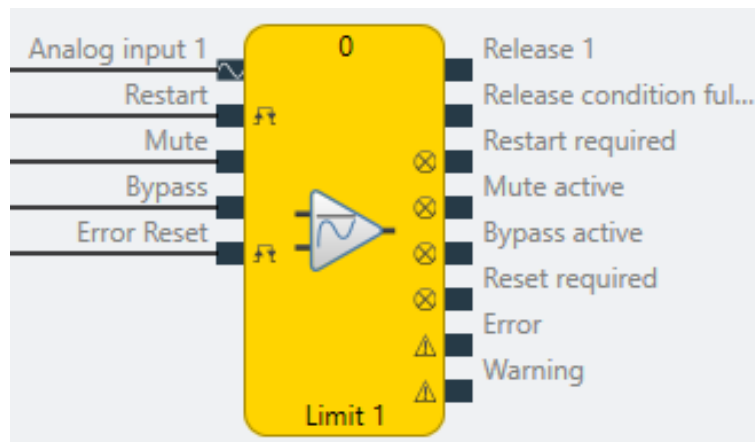 0
Analog input 1
Restart
Mute
Bypass
Error Reset
Release 1
Release condition ful...
Restart required
Mute active
Bypass active
Reset required
Error
Warning
Limit 1